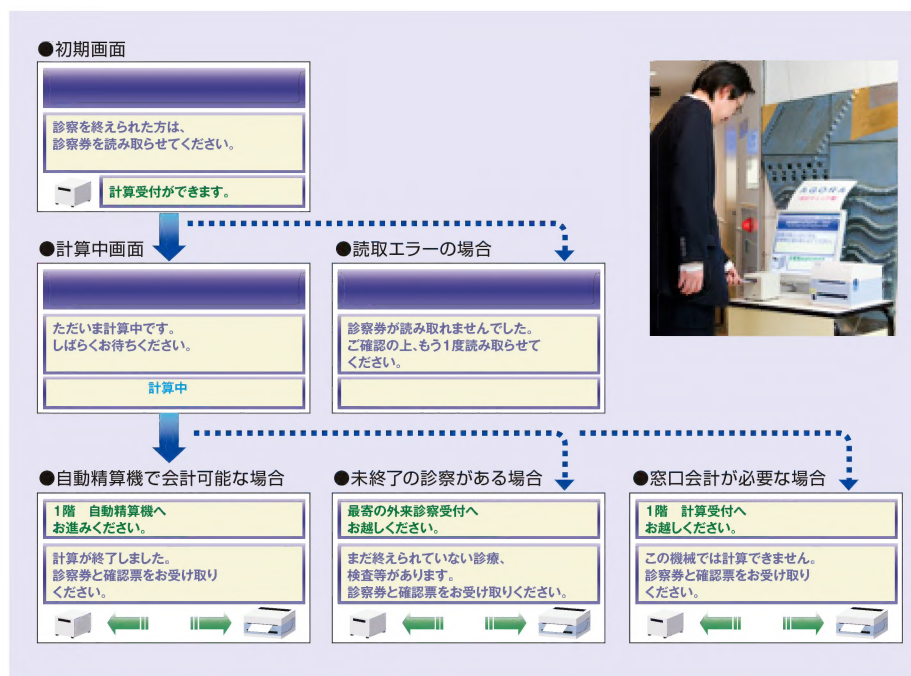 ●初期画面
診察を終えられた方は、
診察券を読み取らせてください。
計算受付ができます。
●計算中画面
ただいま計算中です。
しばらくお待ちください。
計算中
●読取エラーの場合
診察券が読み取れませんでした。
ご確認の上、もう1度読み取らせて
ください。
●自動精算機で会計可能な場合
1階　自動精算機へ
お進みください。
計算が終了しました。
診察券と確認票をお受け取り
ください。
●未終了の診察がある場合
最寄の外来診察受付へ
お越しください。
まだ終えられていない診療、
検査等があります。
診察券と確認票をお受け取りください。
●窓口会計が必要な場合
1階　計算受付へ
お越しください。
この機械では計算できません。
診察券と確認票をお受け取り
ください。
AGORA